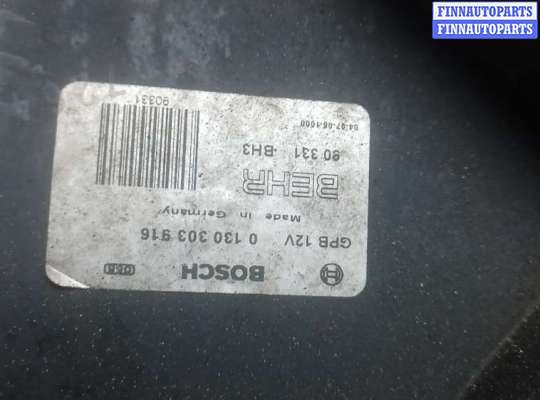 FINNAUTOPARTS
FINNAUTOPARTS
BOSCH
GPB 12V 0 130 303 916
Made in Germany
BEHR
90 331 -BH3
04-07-05-1000
90331